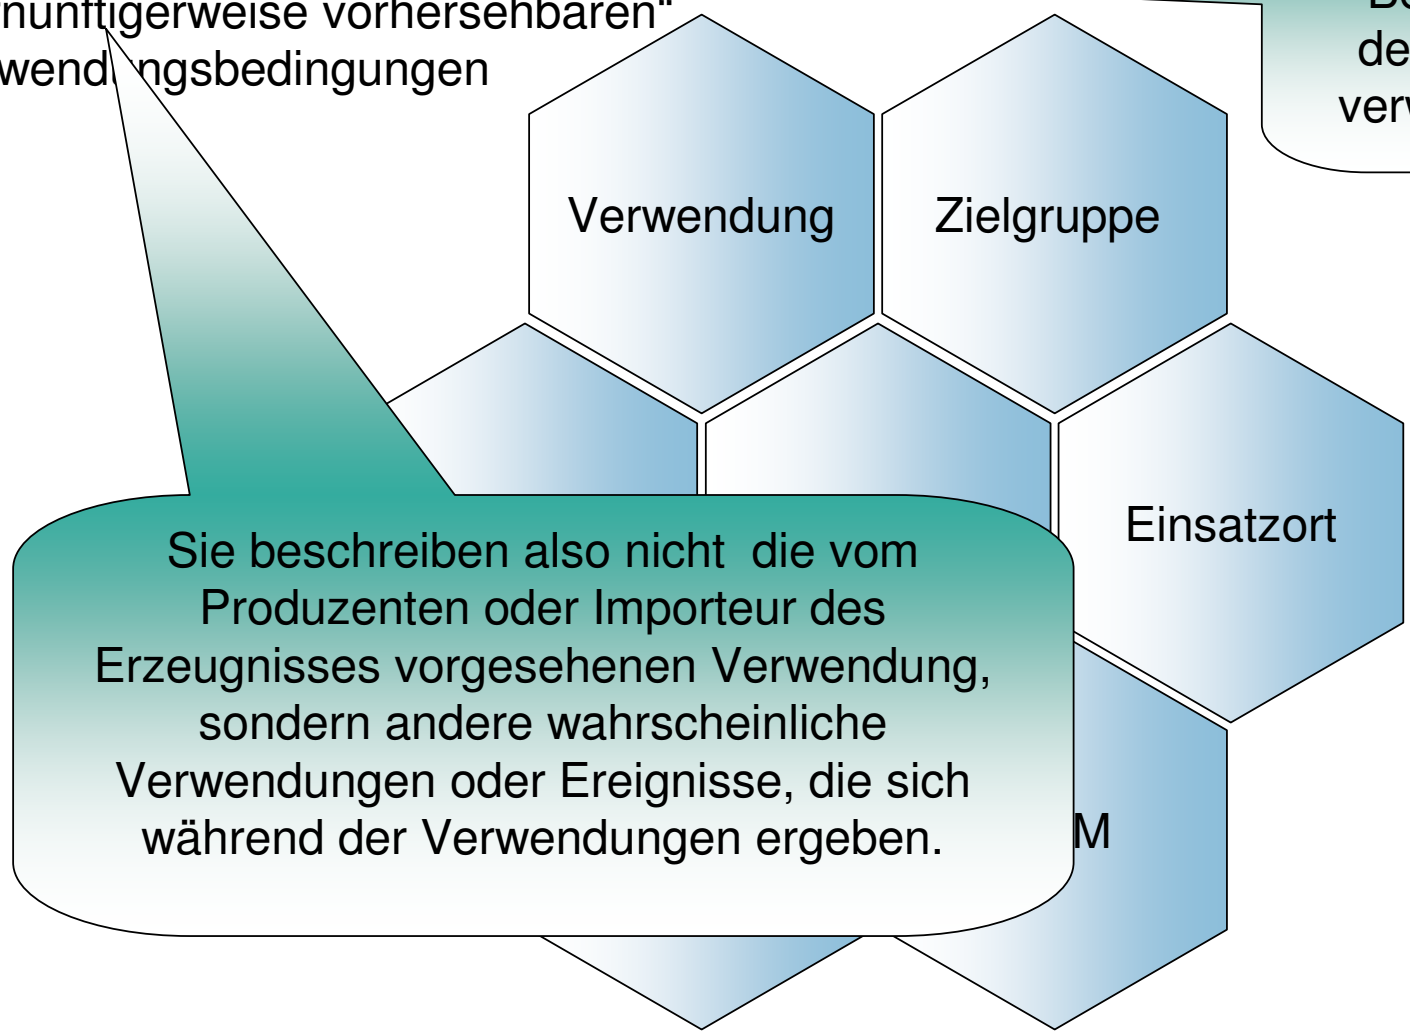 vorhersehbaren“
Verwendung
Zielgruppe
Einsatzort
Sie beschreiben also nicht die vom
Produzenten oder Importeur des
Erzeugnisses vorgesehenen Verwendung,
sondern andere wahrscheinliche
Verwendungen oder Ereignisse, die sich
während der Verwendungen ergeben.
M